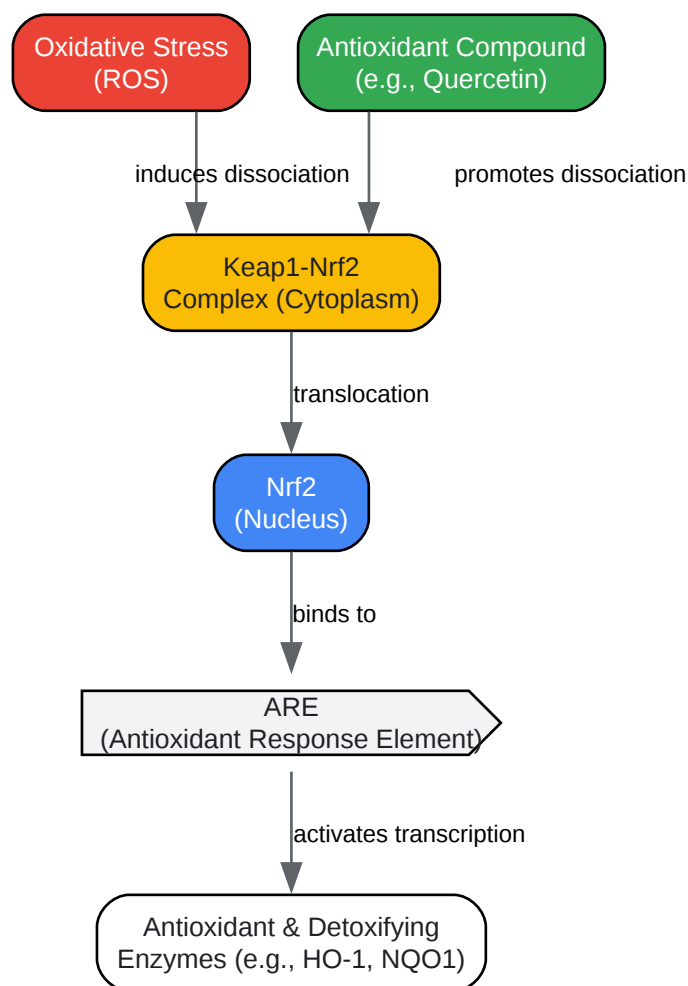 Oxidative Stress
(ROS)
Antioxidant Compound
(e.g., Quercetin)
induces dissociation
promotes dissociation
Keap1-Nrf2
Complex (Cytoplasm)
translocation
Nrf2
(Nucleus)
binds to
ARE
(Antioxidant Response Element)
activates transcription
Antioxidant & Detoxifying
Enzymes (e.g., HO-1, NQO1)